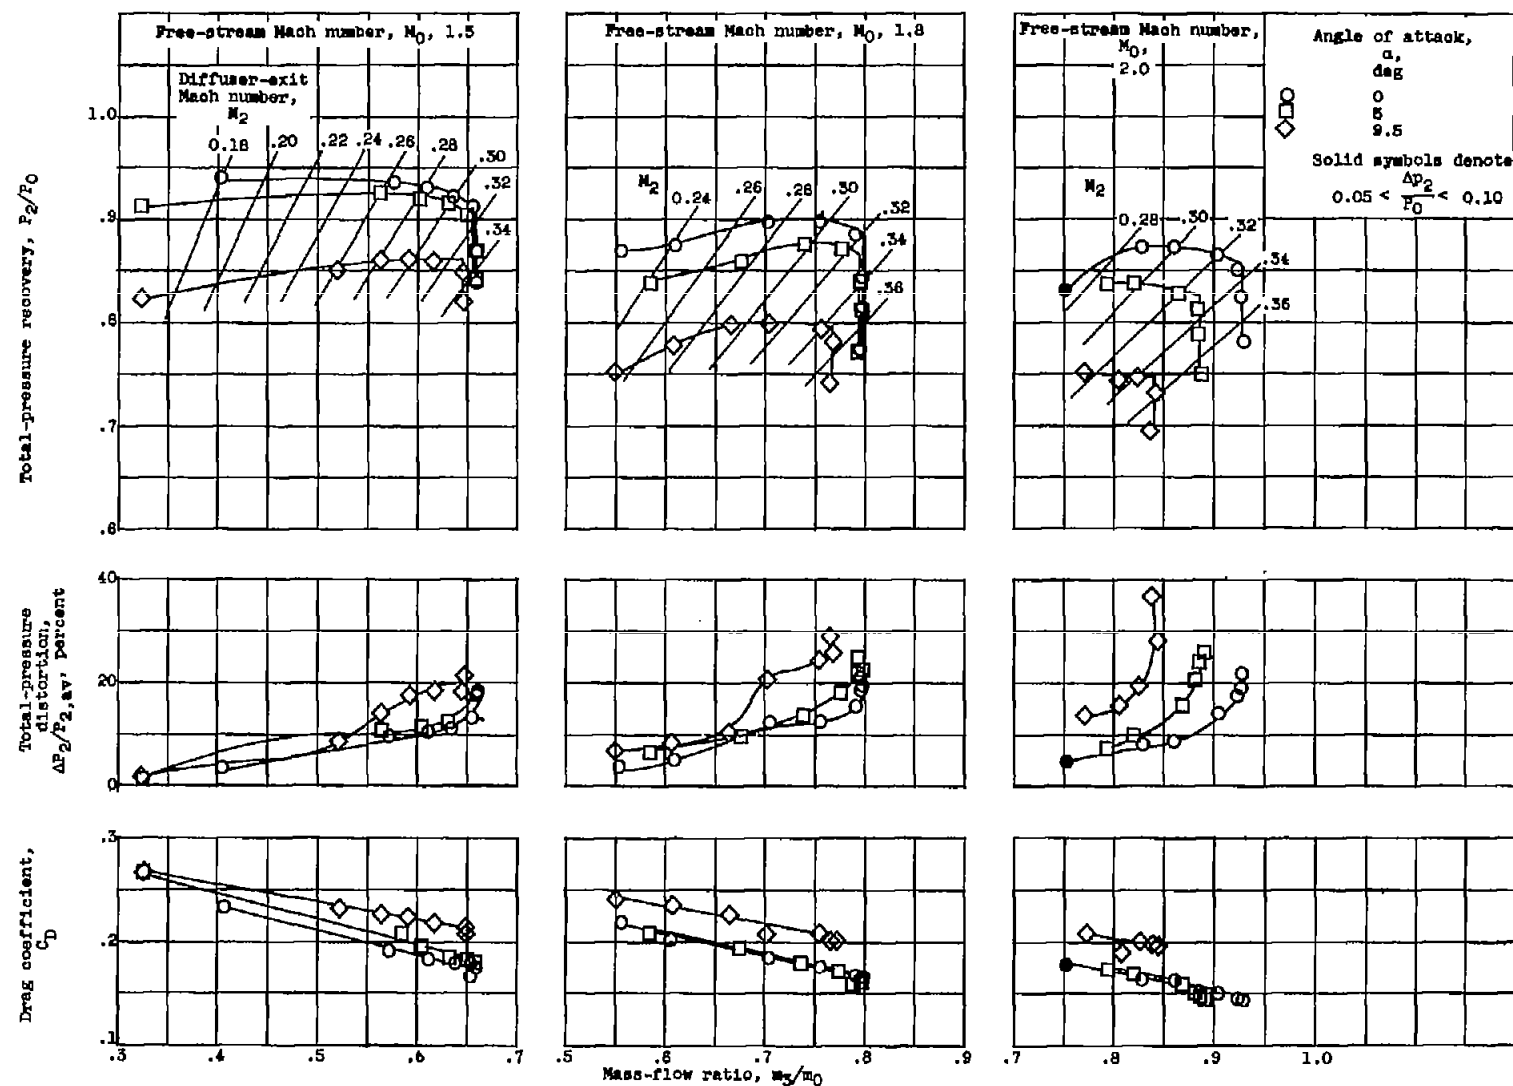 Free-stream Mach number, M0, 1.5
Free-stream Mach number, M0, 1.8
Free-stream Mach number,
M0,
2.0
Angle of attack,
α,
deg
0
5
9.5
Solid symbols denote
0.05 < Δp2/P0 < 0.10
Diffuser-exit
Mach number,
M2
0.18 .20 .22 .24 .26 .28 .30 .32 .34
M2 0.24 .26 .28 .30 .32 .34 .36
M2 0.28 .30 .32 .34 .36
Total-pressure recovery, P2/P0
1.0
.9
.8
.7
.6
Total-pressure
distortion,
ΔP2/P2,av, percent
40
20
0
Drag coefficient,
CD
.3
.2
.1
.3 .4 .5 .6 .7
.5 .6 .7 .8 .9
.7 .8 .9 1.0
Mass-flow ratio, m3/m0